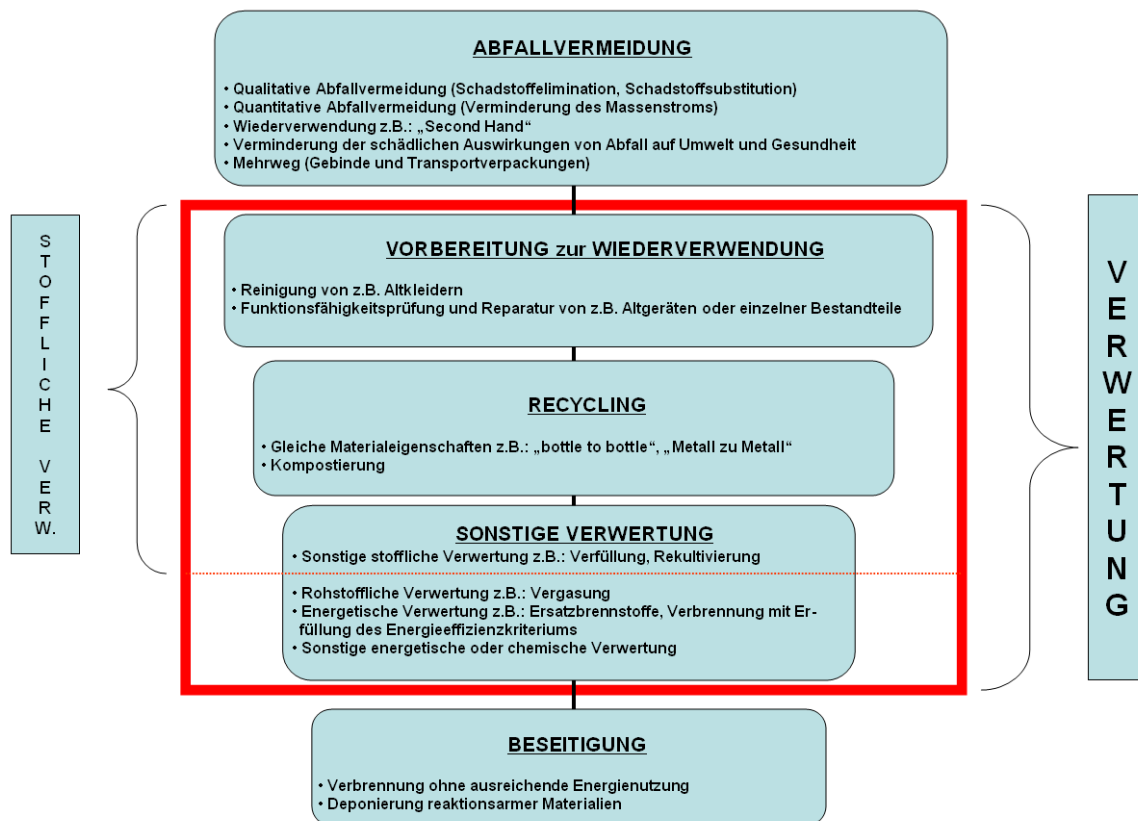 ABFALLVERMEIDUNG
• Qualitative Abfallvermeidung (Schadstoffelimination, Schadstoffsubstitution)
• Quantitative Abfallvermeidung (Verminderung des Massenstroms)
• Wiederverwendung z.B.: „Second Hand“
• Verminderung der schädlichen Auswirkungen von Abfall auf Umwelt und Gesundheit
• Mehrweg (Gebinde und Transportverpackungen)
STOFFLICHE VERW.
VORBEREITUNG zur WIEDERVERWENDUNG
• Reinigung von z.B. Altkleidern
• Funktionsfähigkeitsprüfung und Reparatur von z.B. Altgeräten oder einzelner Bestandteile
RECYCLING
• Gleiche Materialeigenschaften z.B.: „bottle to bottle“, „Metall zu Metall“
• Kompostierung
SONSTIGE VERWERTUNG
• Sonstige stoffliche Verwertung z.B.: Verfüllung, Rekultivierung
• Rohstoffliche Verwertung z.B.: Vergasung
• Energetische Verwertung z.B.: Ersatzbrennstoffe, Verbrennung mit Er-
füllung des Energieeffizienzkriteriums
• Sonstige energetische oder chemische Verwertung
VERWERTUNG
BESEITIGUNG
• Verbrennung ohne ausreichende Energienutzung
• Deponierung reaktionsarmer Materialien